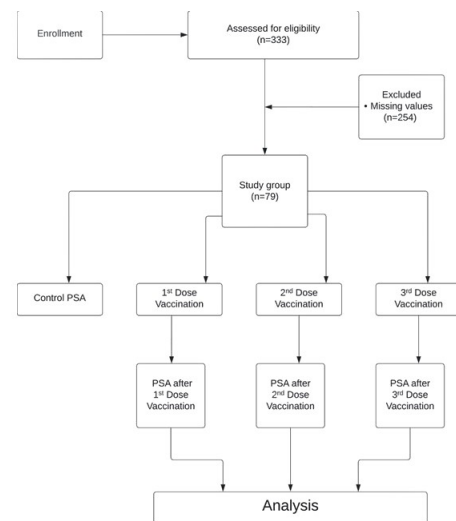 Enrollment
Assessed for eligibility
(n=333)
Excluded
• Missing values
(n=254)
Study group
(n=79)
Control PSA
1st Dose
Vaccination
2nd Dose
Vaccination
3rd Dose
Vaccination
PSA after
1st Dose
Vaccination
PSA after
2nd Dose
Vaccination
PSA after
3rd Dose
Vaccination
Analysis